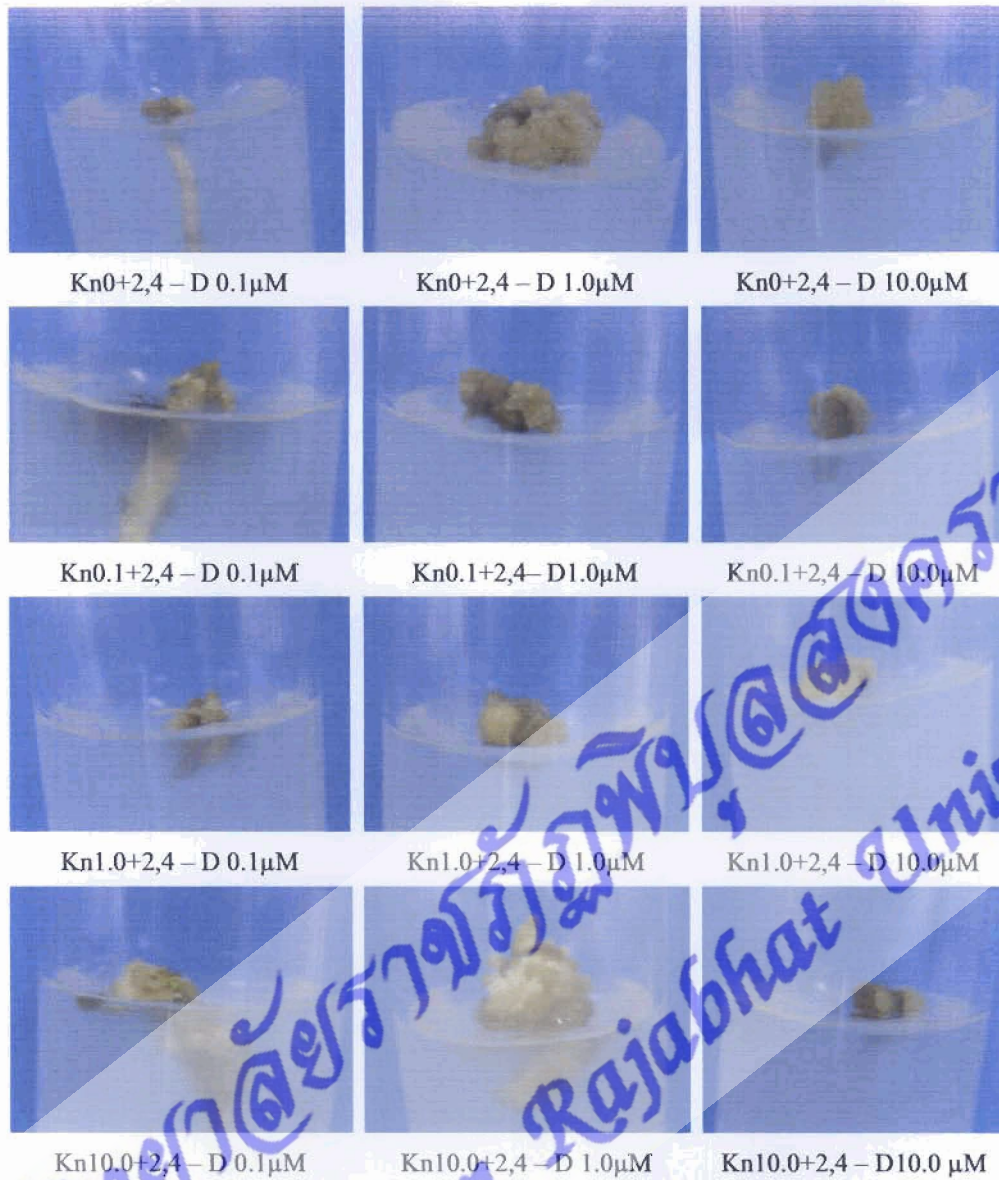 Kn0+2,4 – D 0.1µM
Kn0+2,4 – D 1.0µM
Kn0+2,4 – D 10.0µM
Kn0.1+2,4 – D 0.1µM
Kn0.1+2,4– D1.0µM
Kn0.1+2,4 – D 10.0µM
Kn1.0+2,4 – D 0.1µM
Kn1.0+2,4 – D 1.0µM
Kn1.0+2,4 – D 10.0µM
Kn10.0+2,4 – D 0.1µM
Kn10.0+2,4 – D 1.0µM
Kn10.0+2,4 – D10.0 µM
Rajabhat